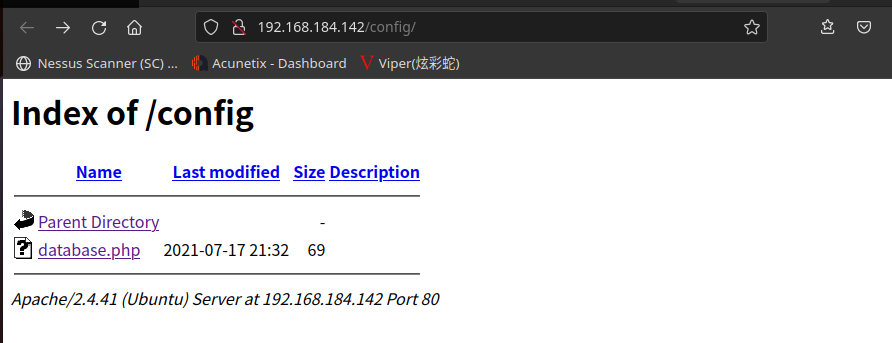 192.168.184.142/config/
Nessus Scanner (SC) ... Acunetix - Dashboard V Viper(炫彩蛇)
Index of /config
Name Last modified Size Description
Parent Directory -
? database.php 2021-07-17 21:32 69
Apache/2.4.41 (Ubuntu) Server at 192.168.184.142 Port 80